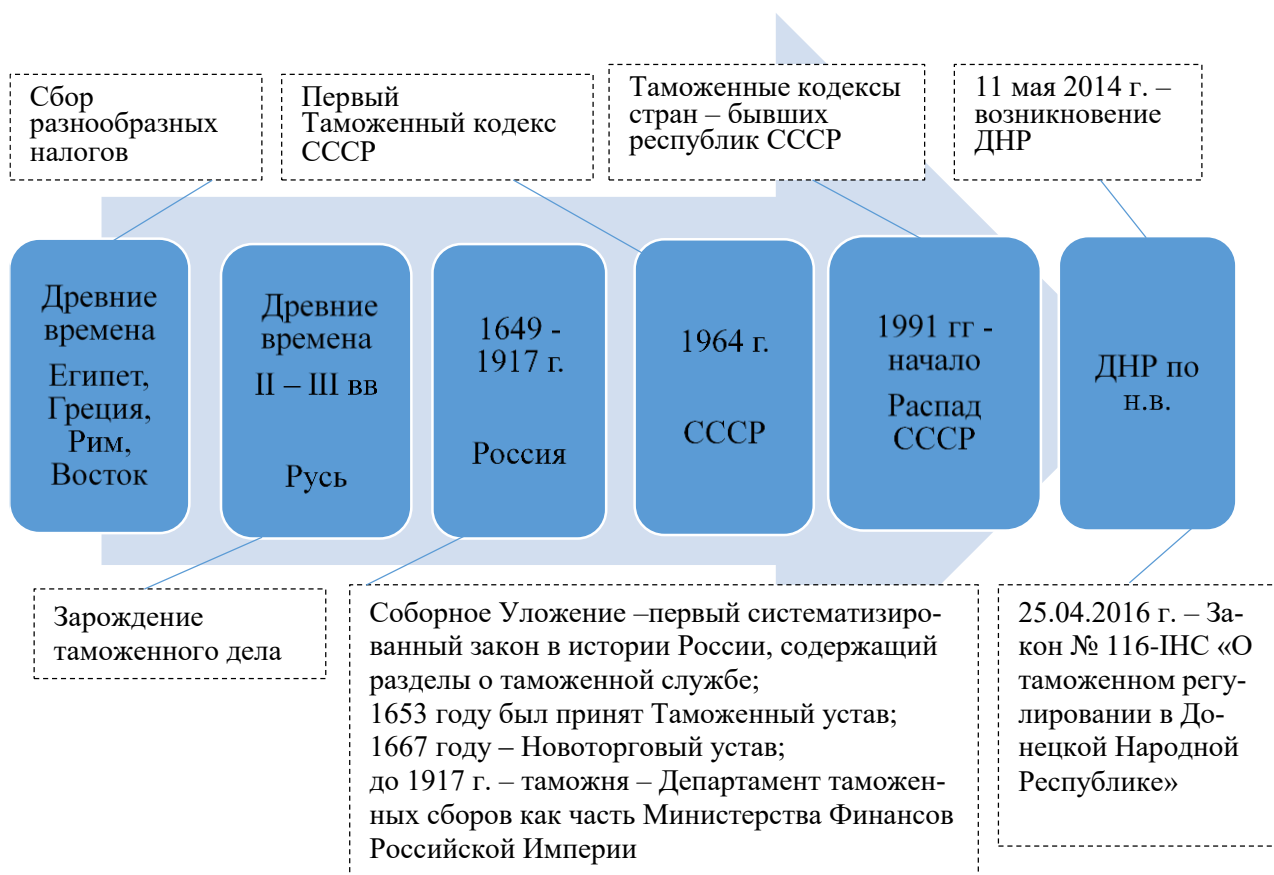 Сбор
разнообразных
налогов
Первый
Таможенный кодекс
СССР
Таможенные кодексы
стран – бывших
республик СССР
11 мая 2014 г. –
возникновение
ДНР
Древние
времена
Египет,
Греция,
Рим,
Восток
Древние
времена
II – III вв
Русь
1649 -
1917 г.
Россия
1964 г.
СССР
1991 гг -
начало
Распад
СССР
ДНР по
н.в.
Зарождение
таможенного дела
Соборное Уложение –первый систематизиро-
ванный закон в истории России, содержащий
разделы о таможенной службе;
1653 году был принят Таможенный устав;
1667 году – Новоторговый устав;
до 1917 г. – таможня – Департамент таможен-
ных сборов как часть Министерства Финансов
Российской Империи
25.04.2016 г. – За-
кон № 116-IНС «О
таможенном регу-
лировании в До-
нецкой Народной
Республике»